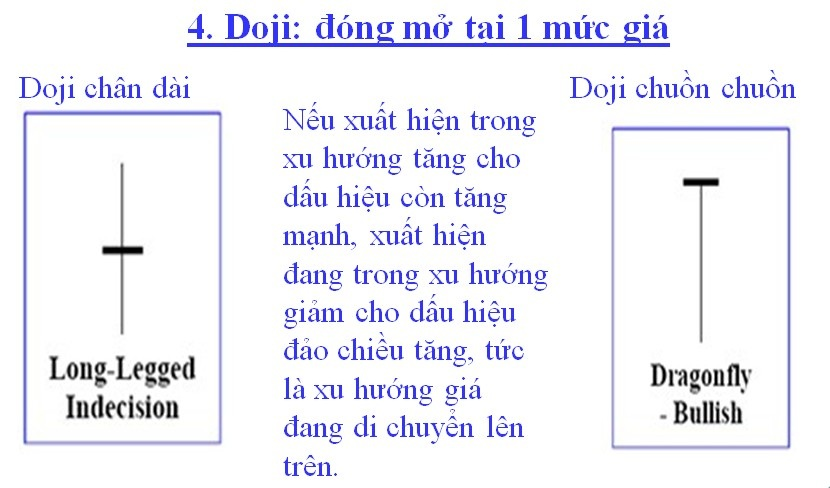 4. Doji: đóng mở tại 1 mức giá
Doji chân dài
Long-Legged
Indecision
Nếu xuất hiện trong
xu hướng tăng cho
dấu hiệu còn tăng
mạnh, xuất hiện
đang trong xu hướng
giảm cho dấu hiệu
đảo chiều tăng, tức
là xu hướng giá
đang di chuyển lên
trên.
Doji chuồn chuồn
Dragonfly
- Bullish